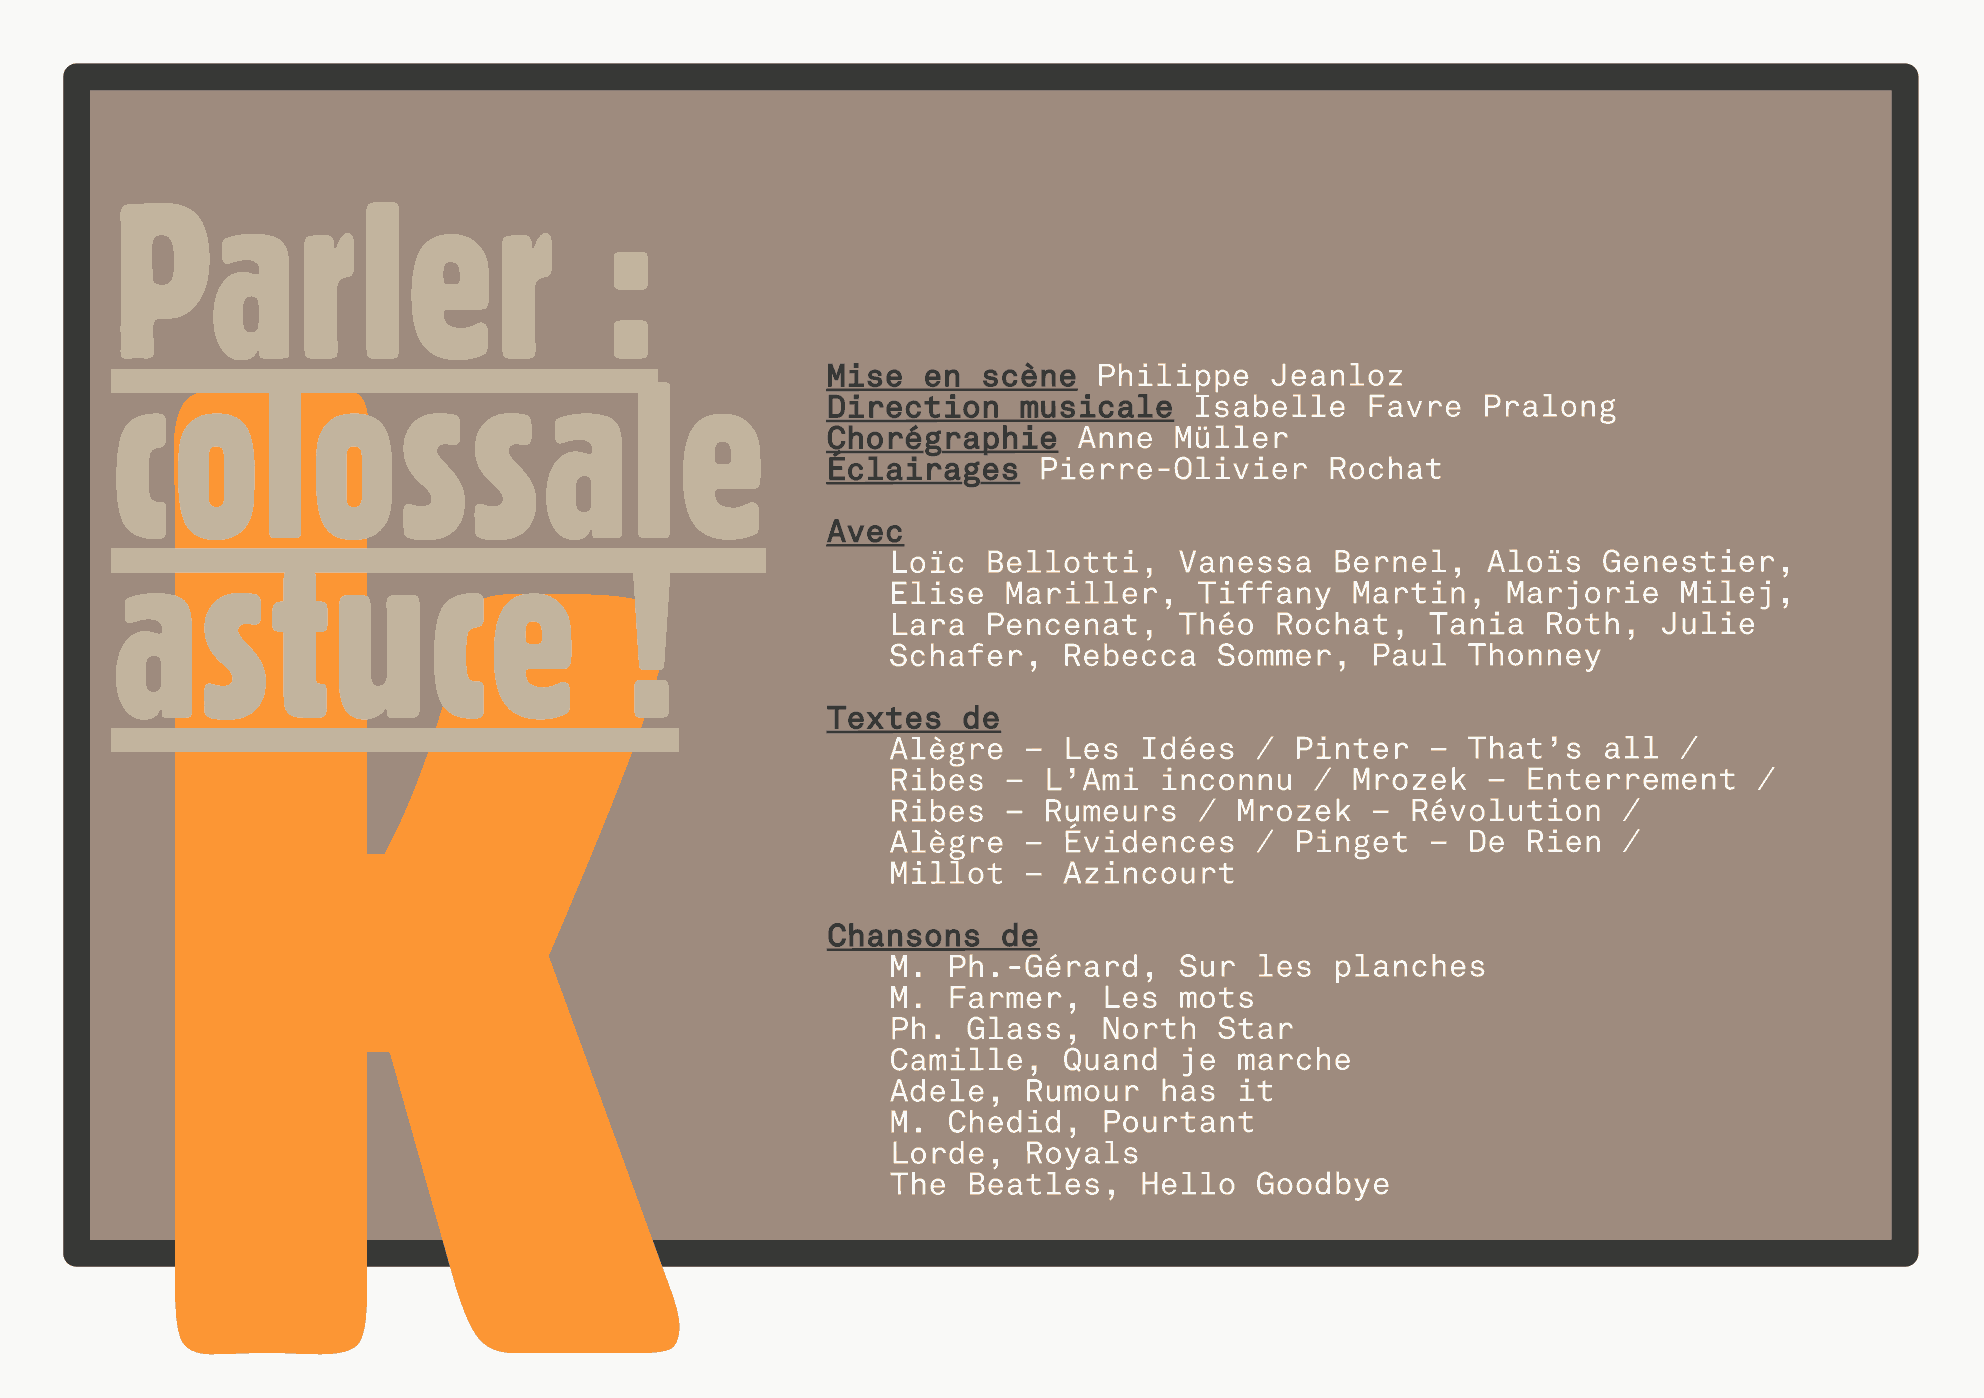 Parler :
colossale
astuce !
K
Mise en scène Philippe Jeanloz
Direction musicale Isabelle Favre Pralong
Chorégraphie Anne Müller
Éclairages Pierre-Olivier Rochat
Avec
Loïc Bellotti, Vanessa Bernel, Aloïs Genestier,
Elise Mariller, Tiffany Martin, Marjorie Milej,
Lara Pencenat, Théo Rochat, Tania Roth, Julie
Schafer, Rebecca Sommer, Paul Thonney
Textes de
Alègre – Les Idées / Pinter – That’s all /
Ribes – L’Ami inconnu / Mrozek – Enterrement /
Ribes – Rumeurs / Mrozek – Révolution /
Alègre – Évidences / Pinget – De Rien /
Millot – Azincourt
Chansons de
M. Ph.-Gérard, Sur les planches
M. Farmer, Les mots
Ph. Glass, North Star
Camille, Quand je marche
Adele, Rumour has it
M. Chedid, Pourtant
Lorde, Royals
The Beatles, Hello Goodbye